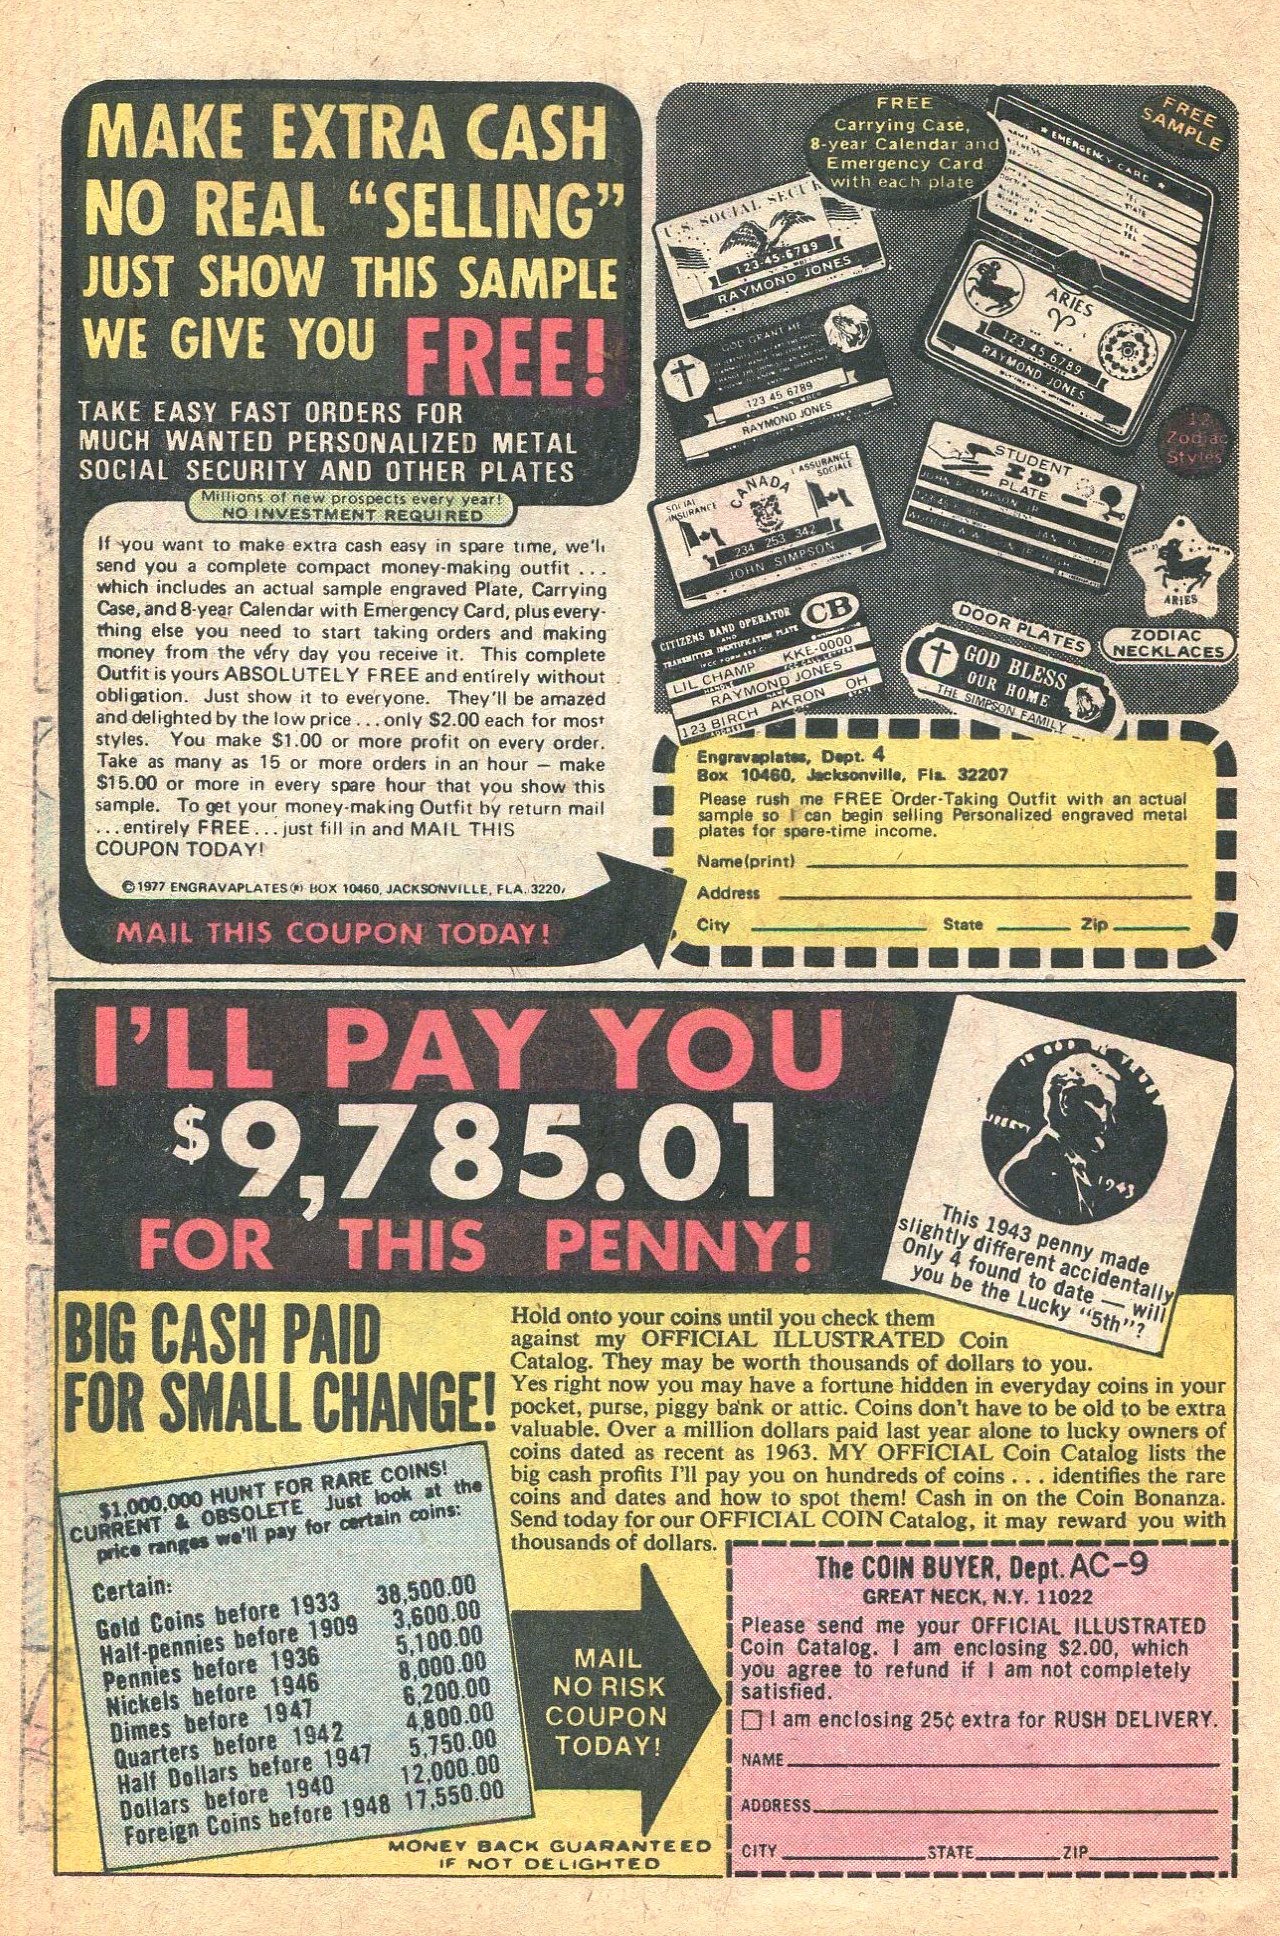 MAKE EXTRA CASH
NO REAL "SELLING"
JUST SHOW THIS SAMPLE
WE GIVE YOU FREE!
TAKE EASY FAST ORDERS FOR
MUCH WANTED PERSONALIZED METAL
SOCIAL SECURITY AND OTHER PLATES
Millions of new prospects every year!
NO INVESTMENT REQUIRED
If you want to make extra cash easy in spare time, we'll
send you a complete compact money-making outfit ...
which includes an actual sample engraved Plate, Carrying
Case, and 8-year Calendar with Emergency Card, plus every-
thing else you need to start taking orders and making
money from the very day you receive it. This complete
Outfit is yours ABSOLUTELY FREE and entirely without
obligation. Just show it to everyone. They'll be amazed
and delighted by the low price ... only $2.00 each for most
styles. You make $1.00 or more profit on every order.
Take as many as 15 or more orders in an hour — make
$15.00 or more in every spare hour that you show this
sample. To get your money-making Outfit by return mail
...entirely FREE...just fill in and MAIL THIS
COUPON TODAY!
©1977 ENGRAVAPLATES® BOX 10460, JACKSONVILLE, FLA. 3220
MAIL THIS COUPON TODAY!
FREE
Carrying Case,
8-year Calendar and
Emergency Card
with each plate
FREE
SAMPLE
★ EMERGENCY CARD ★
U.S. SOCIAL SECUR
123-45-6789
RAYMOND JONES
GOD GRANT ME
123 45 6789
RAYMOND JONES
ARIES
123 45 6789
RAYMOND JONES
12
Zodiac
Styles
SOCIAL
INSURANCE
CANADA
L'ASSURANCE
SOCIALE
234 253 342
JOHN SIMPSON
STUDENT
ID
PLATE
ARIES
CITIZENS BAND OPERATOR
AND
TRANSMITTER IDENTIFICATION PLATE
CB
KKE-0000
LIL CHAMP
RAYMOND JONES
123 BIRCH AKRON OH
ADDRESS
DOOR PLATES
GOD BLESS
OUR HOME
THE SIMPSON FAMILY
ZODIAC
NECKLACES
Engravaplates, Dept. 4
Box 10460, Jacksonville, Fla. 32207
Please rush me FREE Order-Taking Outfit with an actual
sample so I can begin selling Personalized engraved metal
plates for spare-time income.
Name(print)
Address
City State Zip
I'LL PAY YOU
$9,785.01
FOR THIS PENNY!
IN GOD WE TRUST
LIBERTY
1943
This 1943 penny made
slightly different accidentally
Only 4 found to date — will
you be the Lucky "5th"?
BIG CASH PAID
FOR SMALL CHANGE!
Hold onto your coins until you check them
against my OFFICIAL ILLUSTRATED Coin
Catalog. They may be worth thousands of dollars to you.
Yes right now you may have a fortune hidden in everyday coins in your
pocket, purse, piggy bank or attic. Coins don't have to be old to be extra
valuable. Over a million dollars paid last year alone to lucky owners of
coins dated as recent as 1963. MY OFFICIAL Coin Catalog lists the
big cash profits I'll pay you on hundreds of coins . . . identifies the rare
coins and dates and how to spot them! Cash in on the Coin Bonanza.
Send today for our OFFICIAL COIN Catalog, it may reward you with
thousands of dollars.
$1,000,000 HUNT FOR RARE COINS!
CURRENT & OBSOLETE Just look at the
price ranges we'll pay for certain coins:
Certain:
Gold Coins before 1933 38,500.00
Half-pennies before 1909 3,600.00
Pennies before 1936 5,100.00
Nickels before 1946 8,000.00
Dimes before 1947 6,200.00
Quarters before 1942 4,800.00
Half Dollars before 1947 5,750.00
Dollars before 1940 12,000.00
Foreign Coins before 1948 17,550.00
MAIL
NO RISK
COUPON
TODAY!
MONEY BACK GUARANTEED
IF NOT DELIGHTED
The COIN BUYER, Dept. AC-9
GREAT NECK, N.Y. 11022
Please send me your OFFICIAL ILLUSTRATED
Coin Catalog. I am enclosing $2.00, which
you agree to refund if I am not completely
satisfied.
I am enclosing 25¢ extra for RUSH DELIVERY.
NAME
ADDRESS
CITY STATE ZIP